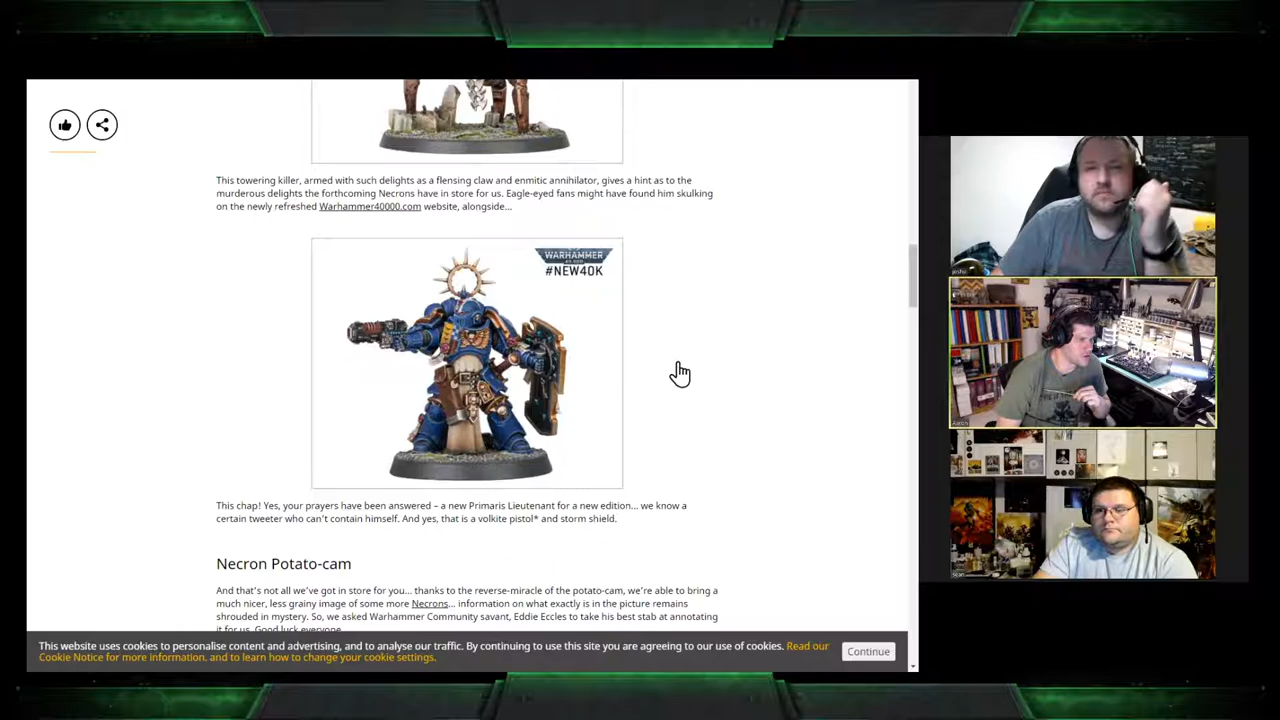 This towering killer, armed with such delights as a flensing claw and enmitic annihilator, gives a hint as to the
murderous delights the forthcoming Necrons have in store for us. Eagle-eyed fans might have found him skulking
on the newly refreshed Warhammer40000.com website, alongside…
WARHAMMER
40,000
#NEW40K
This chap! Yes, your prayers have been answered – a new Primaris Lieutenant for a new edition… we know a
certain tweeter who can't contain himself. And yes, that is a volkite pistol* and storm shield.
Necron Potato-cam
And that's not all we've got in store for you… thanks to the reverse-miracle of the potato-cam, we're able to bring a
much nicer, less grainy image of some more Necrons… information on what exactly is in the picture remains
shrouded in mystery. So, we asked Warhammer Community savant, Eddie Eccles to take his best stab at annotating
it for us. Good luck everyone
This website uses cookies to personalise content and advertising, and to analyse our traffic. By continuing to use this site you are agreeing to our use of cookies. Read our
Cookie Notice for more information. and to learn how to change your cookie settings.
Continue